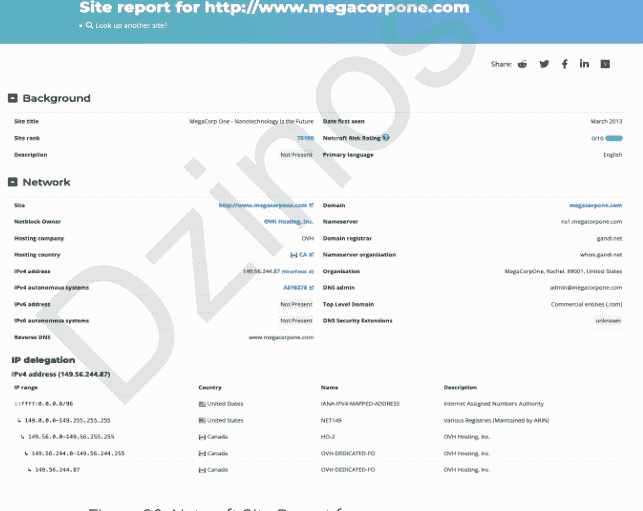 Site report for http://www.megacorpone.com
Look up another site?
Share:
Background
Site title MegaCorp One - Nanotechnology Is the Future Date first seen March 2013
Site rank 75190 Netcraft Risk Rating 0/10
Description Not Present Primary language English
Network
Site http://www.megacorpone.com Domain megacorpone.com
Netblock Owner OVH Hosting, Inc. Nameserver ns1.megacorpone.com
Hosting company OVH Domain registrar gandi.net
Hosting country CA Nameserver organisation whois.gandi.net
IPv4 address 149.56.244.87 Organisation MegaCorpOne, Rachel, 89001, United States
IPv4 autonomous systems AS16276 DNS admin admin@megacorpone.com
IPv6 address Not Present Top Level Domain Commercial entities (.com)
IPv6 autonomous systems Not Present DNS Security Extensions unknown
Reverse DNS www.megacorpone.com
IP delegation
IPv4 address (149.56.244.87)
IP range Country Name Description
::ffff:0.0.0.0/96 United States IANA-IPV4-MAPPED-ADDRESS Internet Assigned Numbers Authority
↳ 149.0.0.0-149.255.255.255 United States NET149 Various Registries (Maintained by ARIN)
↳ 149.56.0.0-149.56.255.255 Canada HO-2 OVH Hosting, Inc.
↳ 149.56.244.0-149.56.244.255 Canada OVH-DEDICATED-FO OVH Hosting, Inc.
↳ 149.56.244.87 Canada OVH-DEDICATED-FO OVH Hosting, Inc.
Dzinos